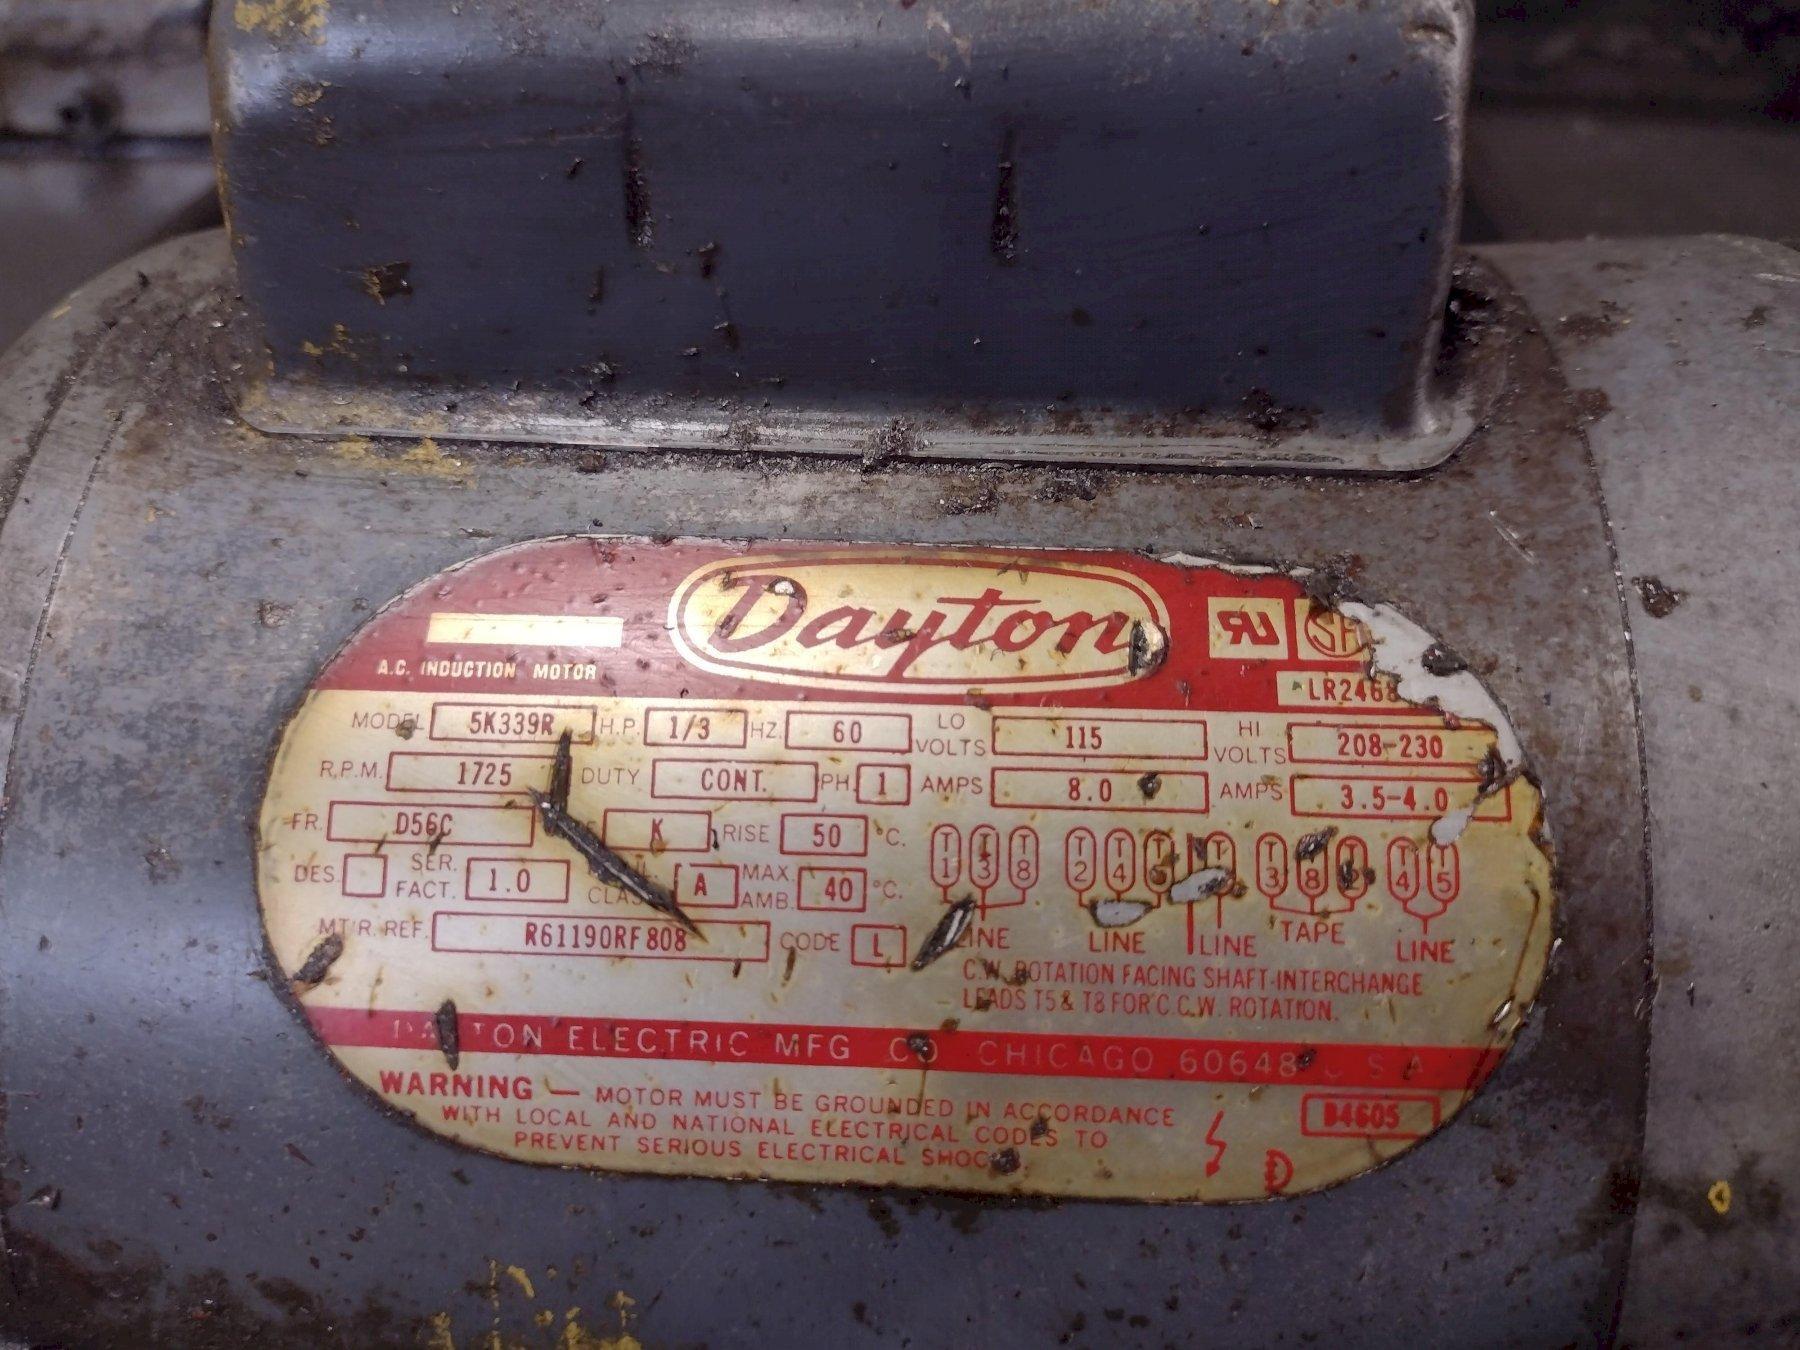 Dayton
A.C. INDUCTION MOTOR
LR2468
MODEL 5K339R H.P. 1/3 HZ. 60 LO VOLTS 115 HI VOLTS 208-230
R.P.M. 1725 DUTY CONT. PH. 1 AMPS 8.0 AMPS 3.5-4.0
FR. D56C K RISE 50 °C.
DES. SER. FACT. 1.0 A MAX. AMB. 40 °C.
MT'R. REF. R61190RF808 CODE L
T1 T3 T8 T2 T4 T3 T8 T4 T5
LINE LINE TAPE LINE
C.W. ROTATION FACING SHAFT-INTERCHANGE
LEADS T5 & T8 FOR C.C.W. ROTATION.
DAYTON ELECTRIC MFG CO CHICAGO 60648 U S A
WARNING — MOTOR MUST BE GROUNDED IN ACCORDANCE
WITH LOCAL AND NATIONAL ELECTRICAL CODES TO
PREVENT SERIOUS ELECTRICAL SHOCK